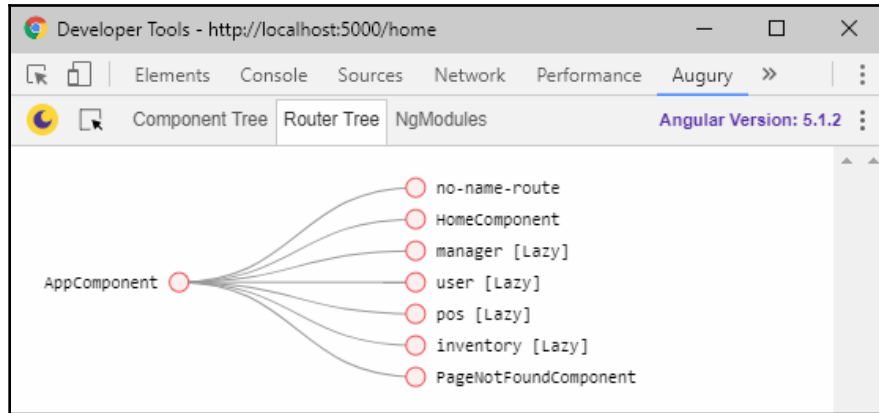 Developer Tools - http://localhost:5000/home
Elements Console Sources Network Performance Augury »
Component Tree Router Tree NgModules Angular Version: 5.1.2
no-name-route
HomeComponent
manager [Lazy]
AppComponent user [Lazy]
pos [Lazy]
inventory [Lazy]
PageNotFoundComponent